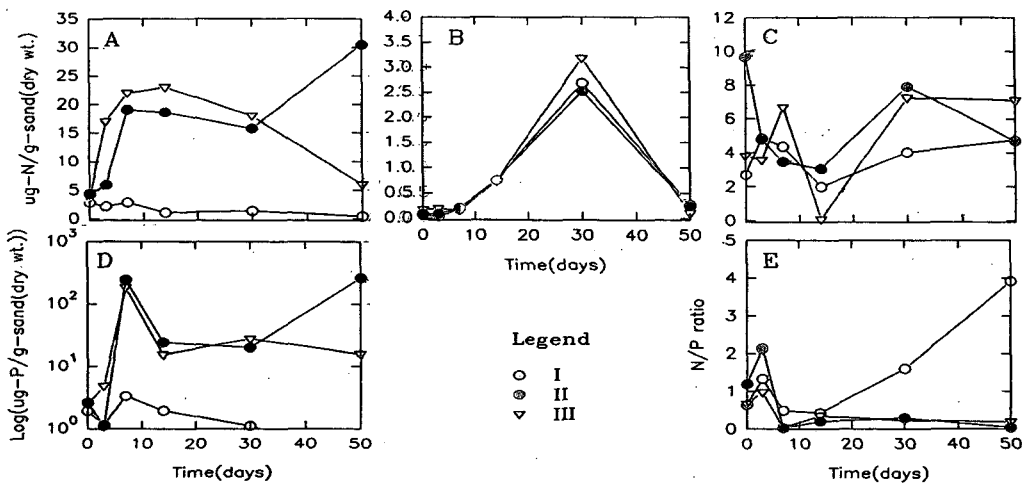 A
ug-N/g-sand(dry wt.)
35
30
25
20
15
10
5
0
B
4.0
3.5
3.0
2.5
2.0
1.5
1.0
0.5
0.0
0 10 20 30 40 50
Time(days)
C
12
10
8
6
4
2
0
D
Log(ug-P/g-sand(dry wt.))
10³
10²
10¹
10⁰
0 10 20 30 40 50
Time(days)
Legend
I
II
III
E
N/P ratio
5
4
3
2
1
0
0 10 20 30 40 50
Time(days)